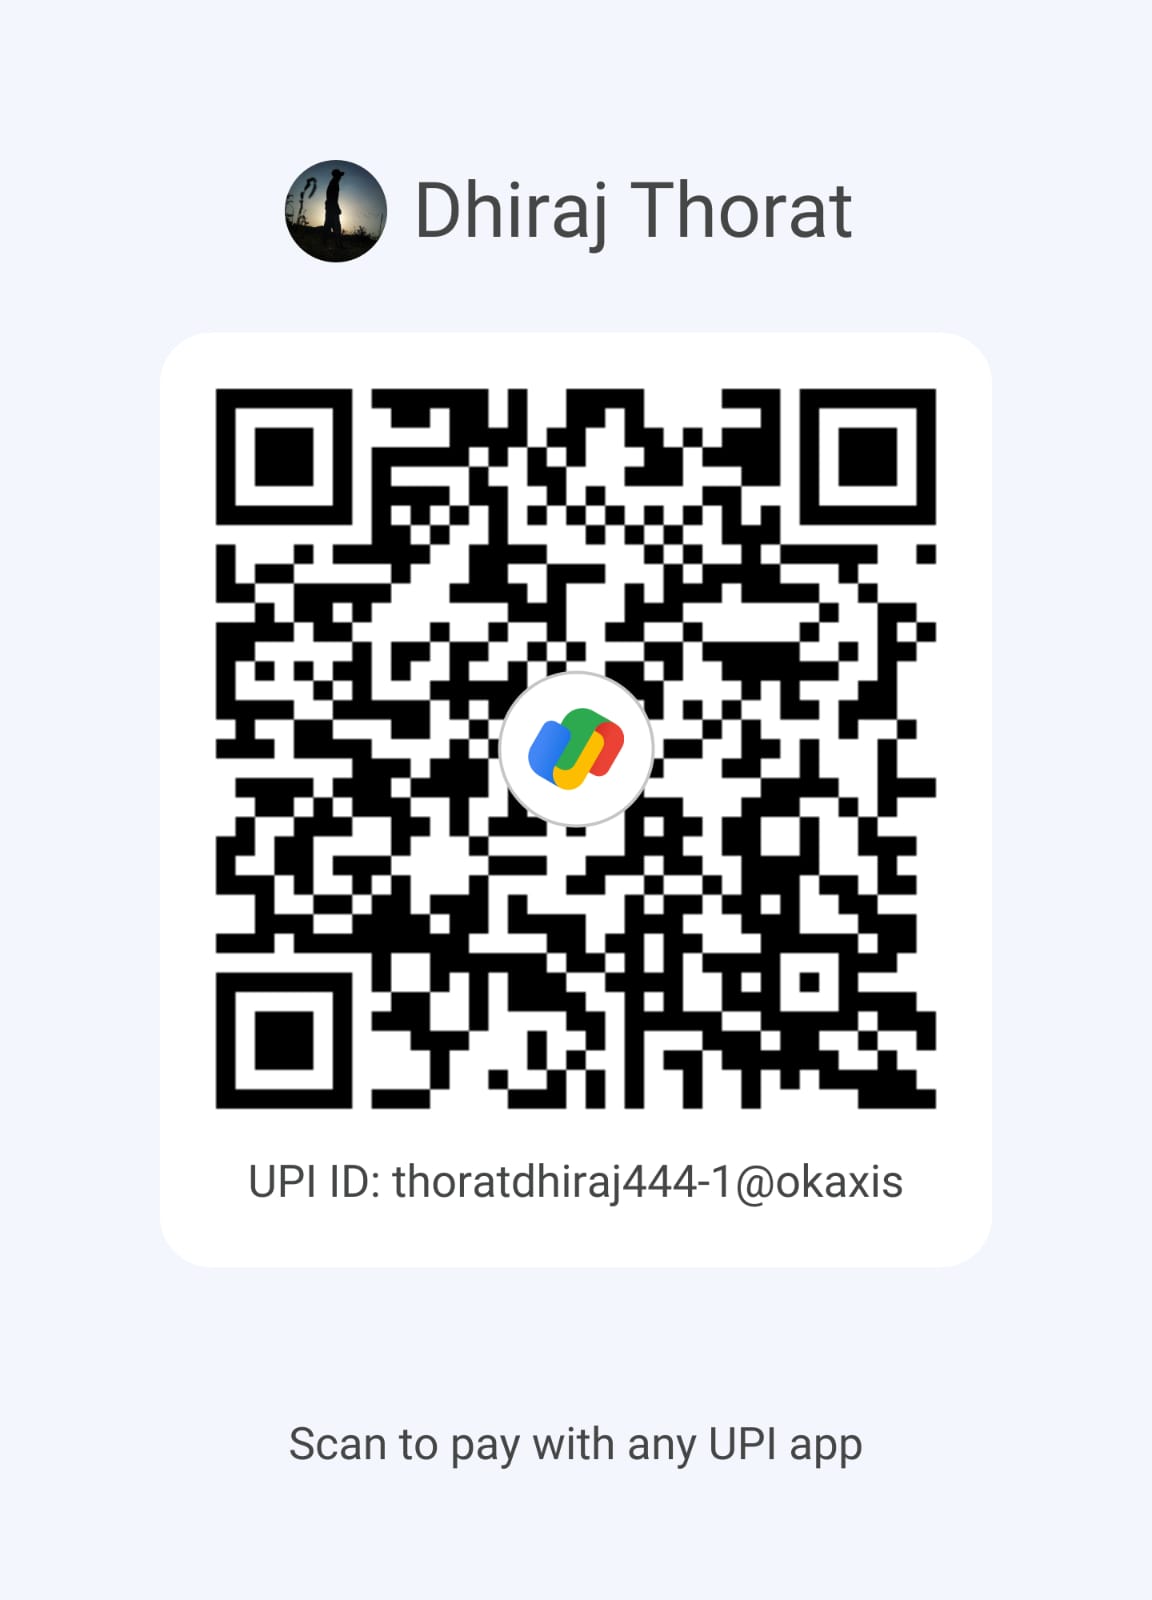 Dhiraj Thorat
UPI ID: thoratdhiraj444-1@okaxis
Scan to pay with any UPI app